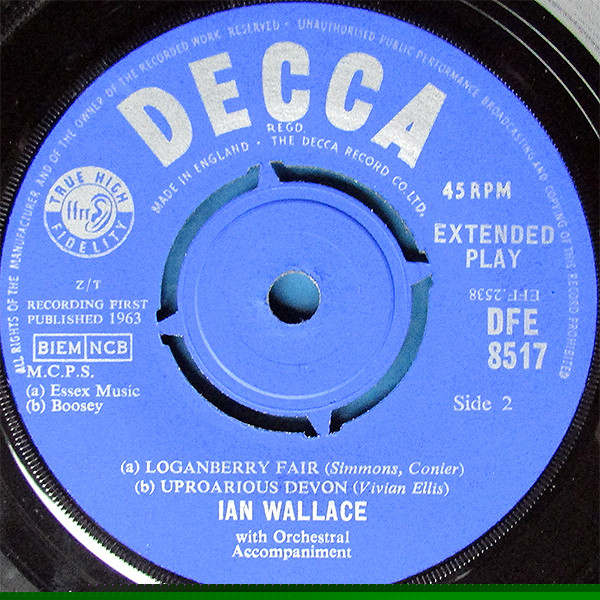 ALL RIGHTS OF THE MANUFACTURER AND OF THE OWNER OF THE RECORDED WORK RESERVED · UNAUTHORISED PUBLIC PERFORMANCE BROADCASTING AND COPYING OF THIS RECORD PROHIBITED
DECCA
REGD.
MADE IN ENGLAND · THE DECCA RECORD CO. LTD.
TRUE HIGH
FIDELITY
45 RPM
EXTENDED
PLAY
Z/T
RECORDING FIRST
PUBLISHED 1963
EFF.2538
DFE
8517
BIEM NCB
M.C.P.S.
(a) Essex Music
(b) Boosey
Side 2
(a) LOGANBERRY FAIR (Simmons, Conier)
(b) UPROARIOUS DEVON (Vivian Ellis)
IAN WALLACE
with Orchestral
Accompaniment